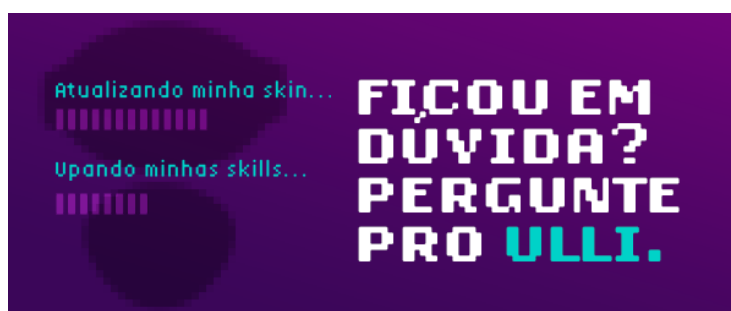 Atualizando minha skin...
Upando minhas skills...
FICOU EM
DÚVIDA?
PERGUNTE
PRO ULLI.